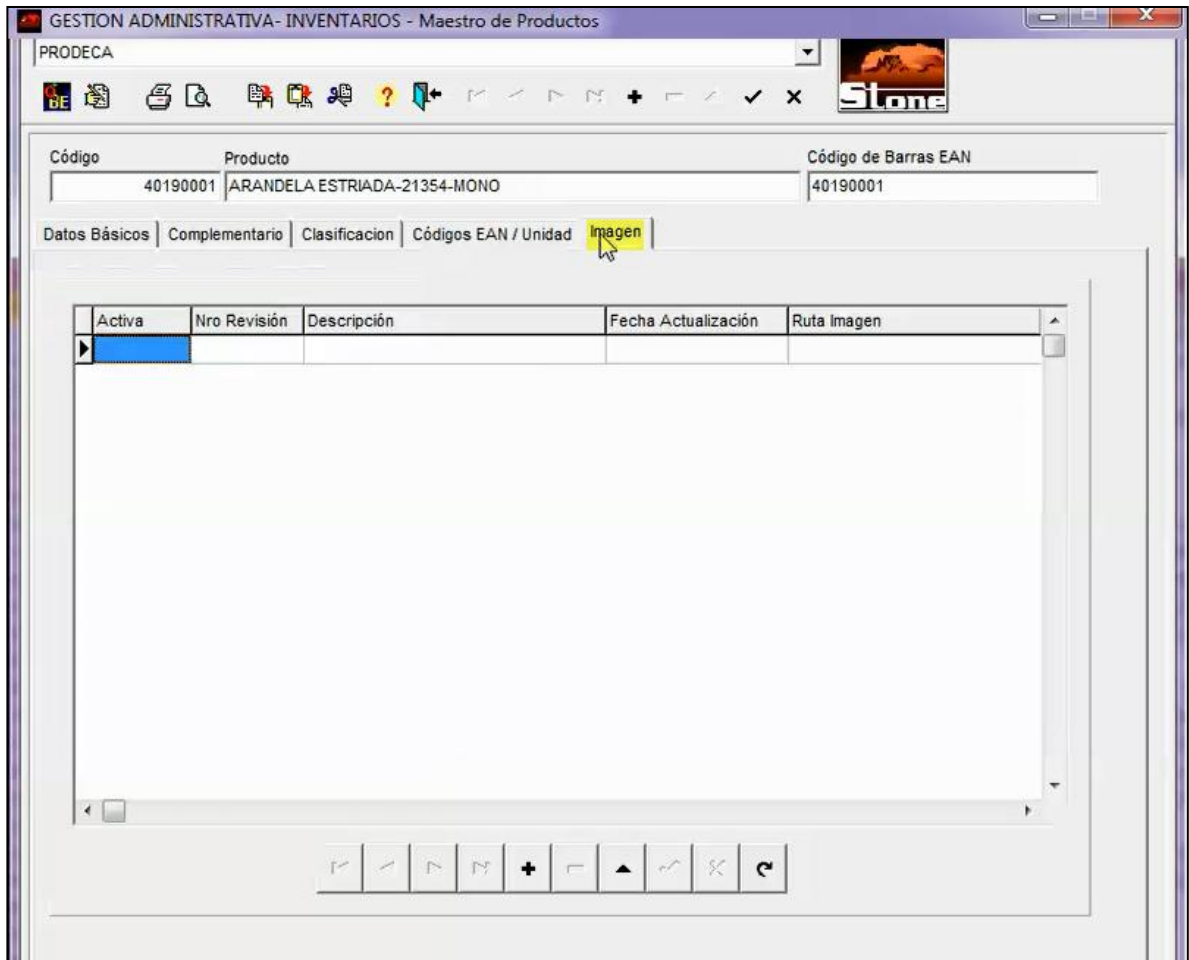 GESTION ADMINISTRATIVA- INVENTARIOS - Maestro de Productos
PRODECA
QBE
?
Stone
Código Producto Código de Barras EAN
40190001 ARANDELA ESTRIADA-21354-MONO 40190001
Datos Básicos Complementario Clasificacion Códigos EAN / Unidad Imagen
Activa Nro Revisión Descripción Fecha Actualización Ruta Imagen